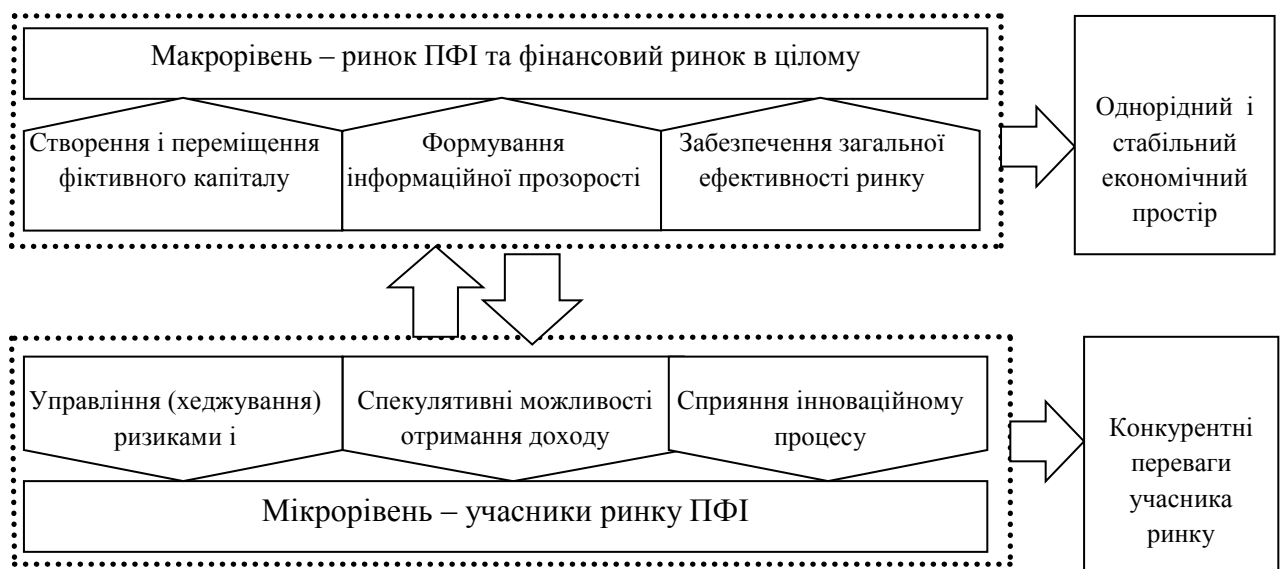 Макрорівень – ринок ПФІ та фінансовий ринок в цілому
Створення і переміщення
фіктивного капіталу
Формування
інформаційної прозорості
Забезпечення загальної
ефективності ринку
Однорідний і
стабільний
економічний
простір
Управління (хеджування)
ризиками і
Спекулятивні можливості
отримання доходу
Сприяння інноваційному
процесу
Мікрорівень – учасники ринку ПФІ
Конкурентні
переваги
учасника
ринку